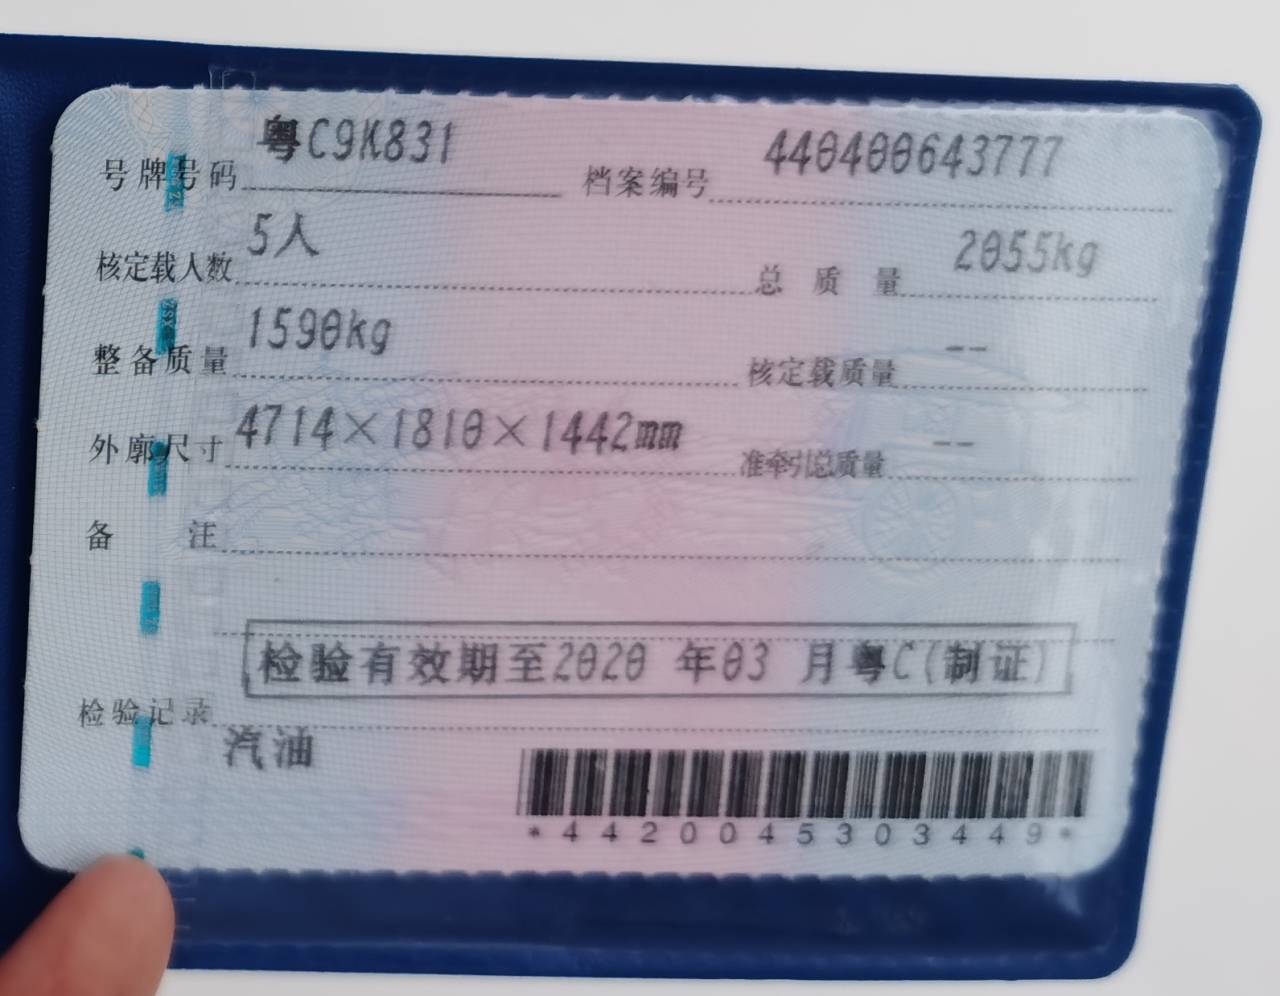 号牌号码 粤C9K831 档案编号 440400643777
核定载人数 5人 总质量 2055kg
整备质量 1590kg 核定载质量 --
外廓尺寸 4714×1810×1442mm 准牵引总质量 --
备注
检验有效期至2020年03月粤C(制证)
检验记录
汽油
*4420045303449*